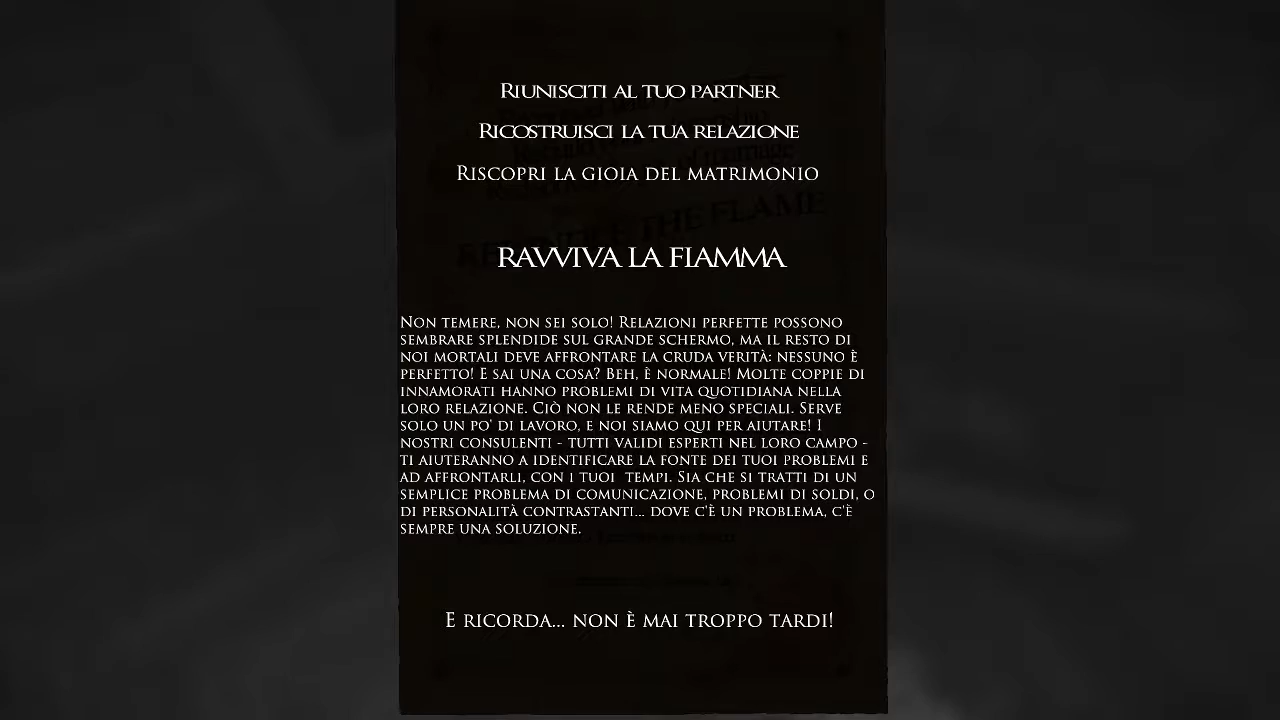 Riunisciti al tuo partner
Ricostruisci la tua relazione
Riscopri la gioia del matrimonio
RAVVIVA LA FIAMMA
Non temere, non sei solo! Relazioni perfette possono
sembrare splendide sul grande schermo, ma il resto di
noi mortali deve affrontare la cruda verità: nessuno è
perfetto! E sai una cosa? Beh, è normale! Molte coppie di
innamorati hanno problemi di vita quotidiana nella
loro relazione. Ciò non le rende meno speciali. Serve
solo un po' di lavoro, e noi siamo qui per aiutare! I
nostri consulenti - tutti validi esperti nel loro campo -
ti aiuteranno a identificare la fonte dei tuoi problemi e
ad affrontarli, con i tuoi tempi. Sia che si tratti di un
semplice problema di comunicazione, problemi di soldi, o
di personalità contrastanti... dove c'è un problema, c'è
sempre una soluzione.
E ricorda... non è mai troppo tardi!
THE FLAME